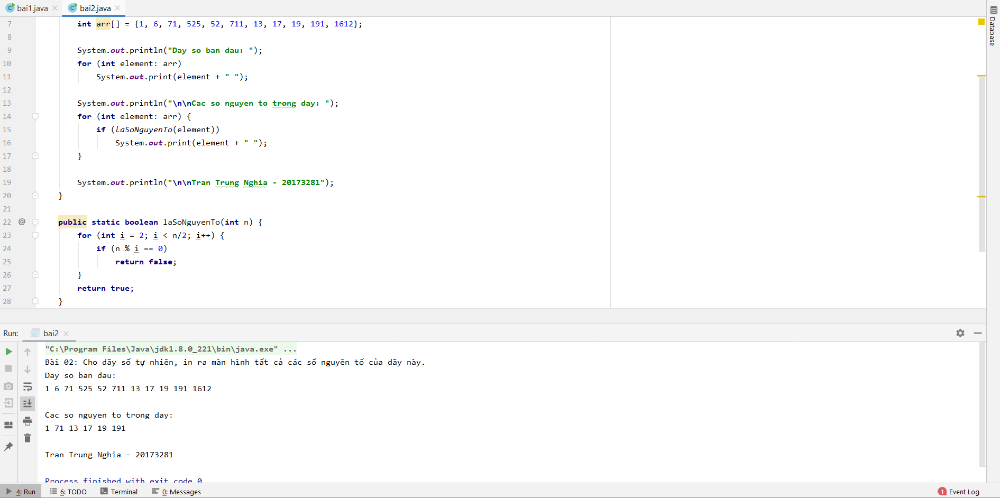 bai1.java bai2.java
Database
7 int arr[] = {1, 6, 71, 525, 52, 711, 13, 17, 19, 191, 1612};
8
9 System.out.println("Day so ban dau: ");
10 for (int element: arr)
11 System.out.print(element + " ");
12
13 System.out.println("\n\nCac so nguyen to trong day: ");
14 for (int element: arr) {
15 if (laSoNguyenTo(element))
16 System.out.print(element + " ");
17 }
18
19 System.out.println("\n\nTran Trung Nghia - 20173281");
20 }
21
22 @ public static boolean laSoNguyenTo(int n) {
23 for (int i = 2; i < n/2; i++) {
24 if (n % i == 0)
25 return false;
26 }
27 return true;
28 }
Run: bai2
"C:\Program Files\Java\jdk1.8.0_221\bin\java.exe" ...
Bài 02: Cho dãy số tự nhiên, in ra màn hình tất cả các số nguyên tố của dãy này.
Day so ban dau:
1 6 71 525 52 711 13 17 19 191 1612
Cac so nguyen to trong day:
1 71 13 17 19 191
Tran Trung Nghia - 20173281
Process finished with exit code 0
4: Run 6: TODO Terminal 0: Messages 1 Event Log